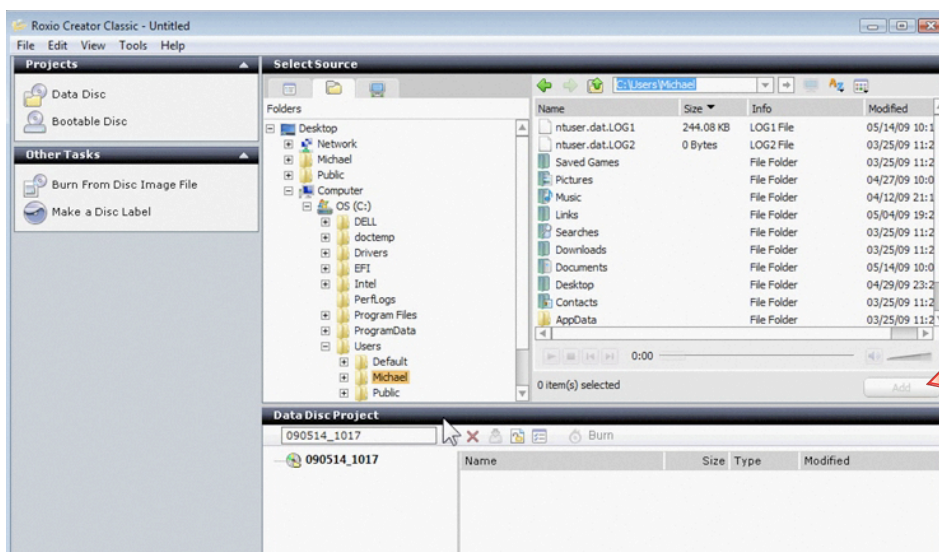 Roxio Creator Classic - Untitled
File Edit View Tools Help
Projects
Data Disc
Bootable Disc
Other Tasks
Burn From Disc Image File
Make a Disc Label
Select Source
Folders
Desktop
Network
Michael
Public
Computer
OS (C:)
DELL
doctemp
Drivers
EFI
Intel
PerfLogs
Program Files
ProgramData
Users
Default
Michael
Public
C:\Users\Michael
Name Size Info Modified
ntuser.dat.LOG1 244.08 KB LOG1 File 05/14/09 10:1
ntuser.dat.LOG2 0 Bytes LOG2 File 03/25/09 11:2
Saved Games File Folder 03/25/09 11:2
Pictures File Folder 04/27/09 10:0
Music File Folder 04/12/09 21:1
Links File Folder 05/04/09 19:2
Searches File Folder 03/25/09 11:2
Downloads File Folder 03/25/09 11:2
Documents File Folder 05/14/09 10:0
Desktop File Folder 04/29/09 23:2
Contacts File Folder 03/25/09 11:2
AppData File Folder 03/25/09 11:2
0:00
0 item(s) selected
Add
Data Disc Project
090514_1017
Burn
090514_1017
Name Size Type Modified